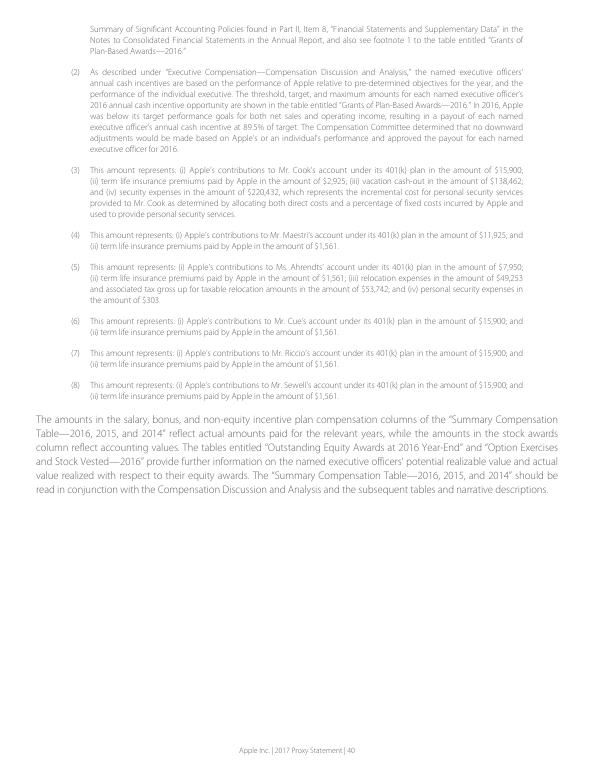 Summary of Significant Accounting Policies found in Part II, Item 8, “Financial Statements and Supplementary Data” in the
Notes to Consolidated Financial Statements in the Annual Report, and also see footnote 1 to the table entitled “Grants of
Plan-Based Awards—2016.”
(2) As described under “Executive Compensation—Compensation Discussion and Analysis,” the named executive officers’
annual cash incentives are based on the performance of Apple relative to pre-determined objectives for the year, and the
performance of the individual executive. The threshold, target, and maximum amounts for each named executive officer’s
2016 annual cash incentive opportunity are shown in the table entitled “Grants of Plan-Based Awards—2016.” In 2016, Apple
was below its target performance goals for both net sales and operating income, resulting in a payout of each named
executive officer’s annual cash incentive at 89.5% of target. The Compensation Committee determined that no downward
adjustments would be made based on Apple’s or an individual’s performance and approved the payout for each named
executive officer for 2016.
(3) This amount represents: (i) Apple’s contributions to Mr. Cook’s account under its 401(k) plan in the amount of $15,900;
(ii) term life insurance premiums paid by Apple in the amount of $2,925; (iii) vacation cash-out in the amount of $138,462;
and (iv) security expenses in the amount of $220,432, which represents the incremental cost for personal security services
provided to Mr. Cook as determined by allocating both direct costs and a percentage of fixed costs incurred by Apple and
used to provide personal security services.
(4) This amount represents: (i) Apple’s contributions to Mr. Maestri’s account under its 401(k) plan in the amount of $11,925; and
(ii) term life insurance premiums paid by Apple in the amount of $1,561.
(5) This amount represents: (i) Apple’s contributions to Ms. Ahrendts’ account under its 401(k) plan in the amount of $7,950;
(ii) term life insurance premiums paid by Apple in the amount of $1,561; (iii) relocation expenses in the amount of $49,253
and associated tax gross up for taxable relocation amounts in the amount of $53,742; and (iv) personal security expenses in
the amount of $303.
(6) This amount represents: (i) Apple’s contributions to Mr. Cue’s account under its 401(k) plan in the amount of $15,900; and
(ii) term life insurance premiums paid by Apple in the amount of $1,561.
(7) This amount represents: (i) Apple’s contributions to Mr. Riccio’s account under its 401(k) plan in the amount of $15,900; and
(ii) term life insurance premiums paid by Apple in the amount of $1,561.
(8) This amount represents: (i) Apple’s contributions to Mr. Sewell’s account under its 401(k) plan in the amount of $15,900; and
(ii) term life insurance premiums paid by Apple in the amount of $1,561.
The amounts in the salary, bonus, and non-equity incentive plan compensation columns of the “Summary Compensation
Table—2016, 2015, and 2014” reflect actual amounts paid for the relevant years, while the amounts in the stock awards
column reflect accounting values. The tables entitled “Outstanding Equity Awards at 2016 Year-End” and “Option Exercises
and Stock Vested—2016” provide further information on the named executive officers’ potential realizable value and actual
value realized with respect to their equity awards. The “Summary Compensation Table—2016, 2015, and 2014” should be
read in conjunction with the Compensation Discussion and Analysis and the subsequent tables and narrative descriptions.
Apple Inc. | 2017 Proxy Statement | 40